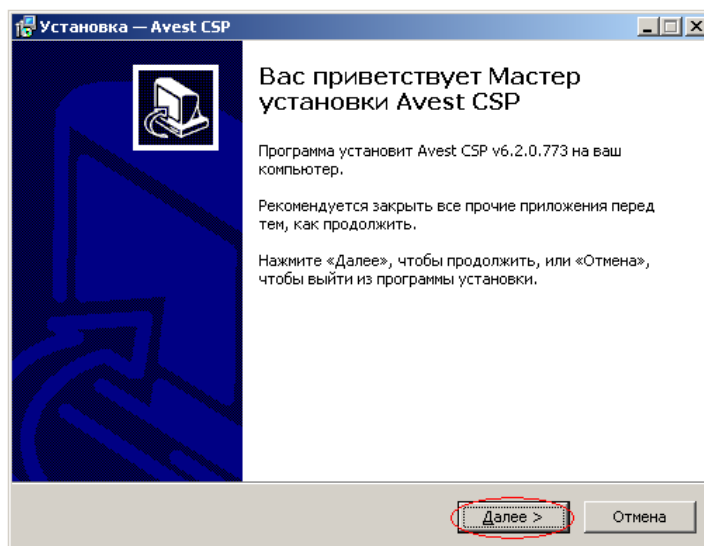 Установка — Avest CSP
Вас приветствует Мастер
установки Avest CSP
Программа установит Avest CSP v6.2.0.773 на ваш
компьютер.
Рекомендуется закрыть все прочие приложения перед
тем, как продолжить.
Нажмите «Далее», чтобы продолжить, или «Отмена»,
чтобы выйти из программы установки.
Далее >
Отмена